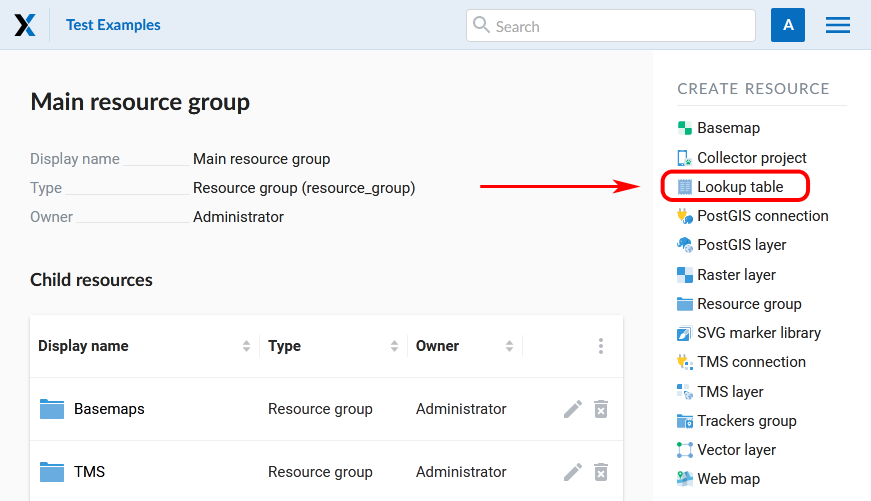 Test Examples
Search
A
Main resource group
Display name Main resource group
Type Resource group (resource_group)
Owner Administrator
Child resources
Display name Type Owner
Basemaps Resource group Administrator
TMS Resource group Administrator
CREATE RESOURCE
Basemap
Collector project
Lookup table
PostGIS connection
PostGIS layer
Raster layer
Resource group
SVG marker library
TMS connection
TMS layer
Trackers group
Vector layer
Web map